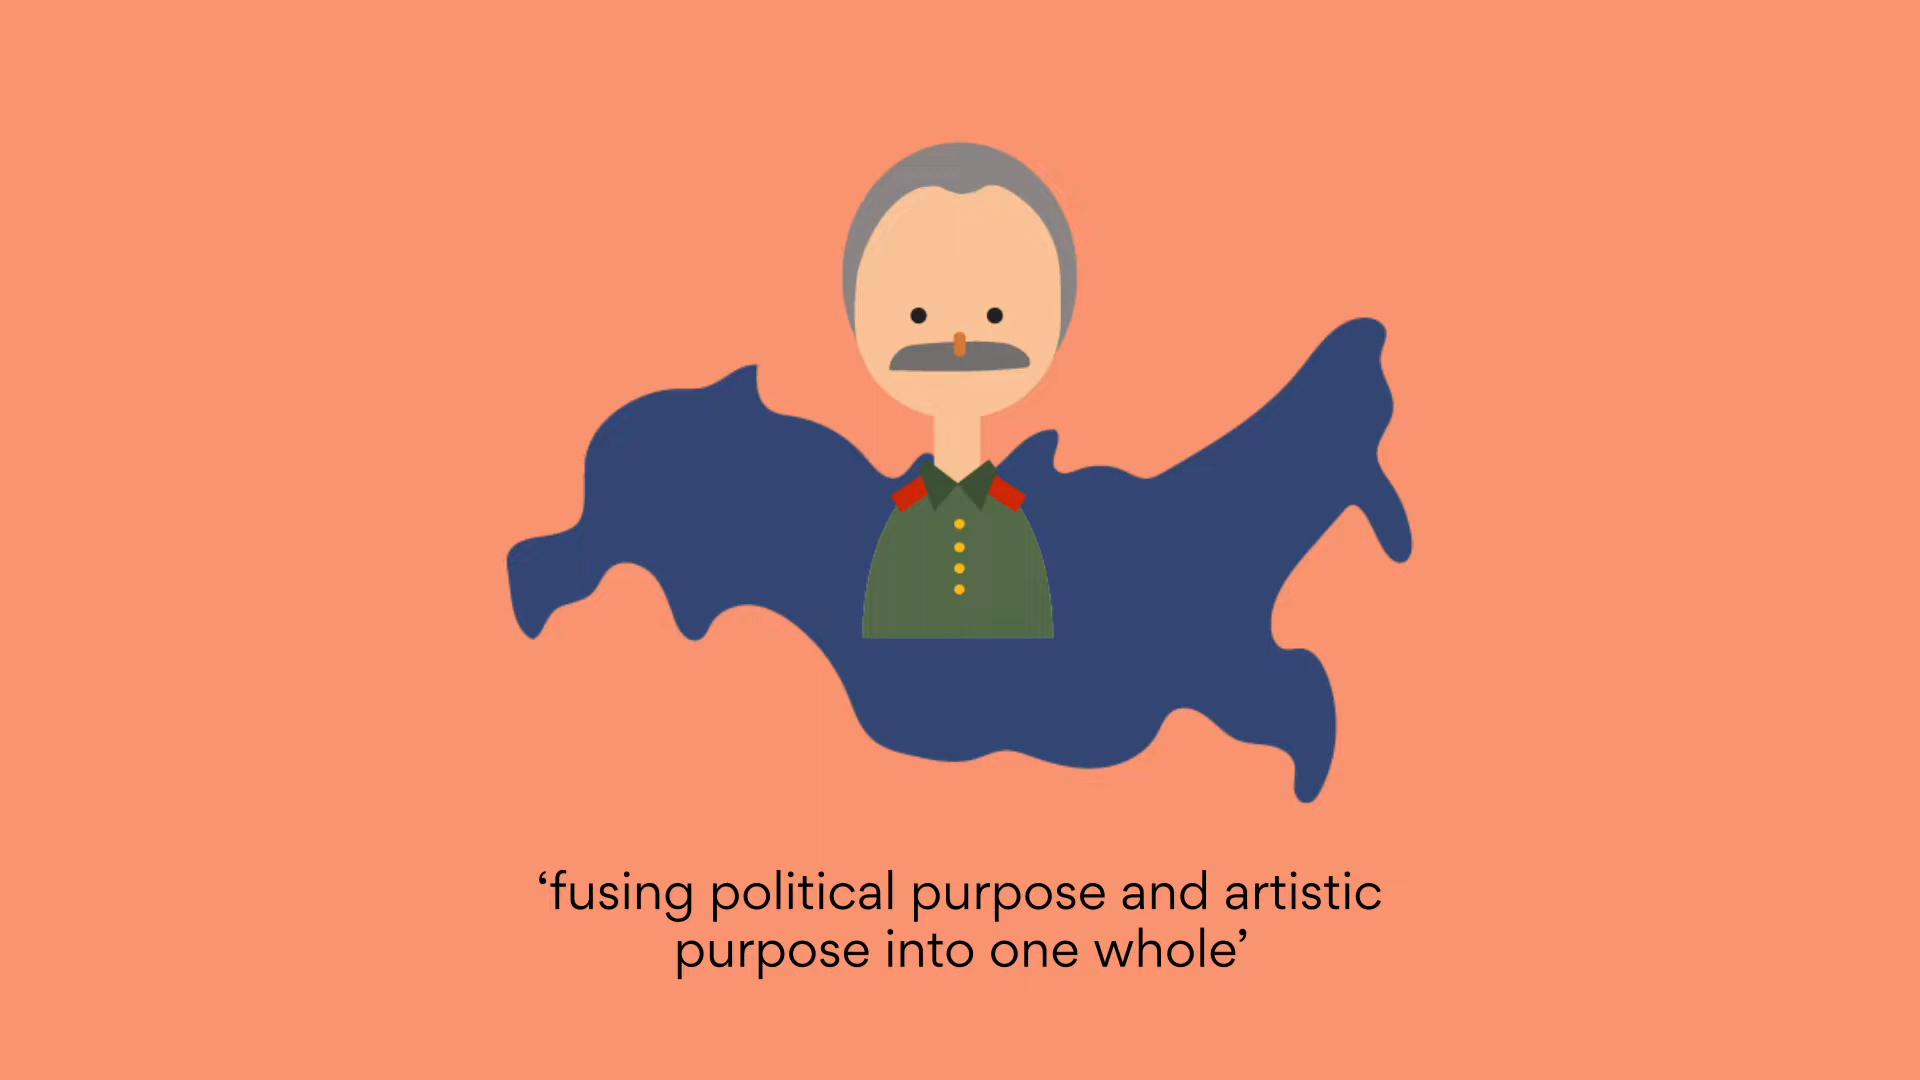 ‘fusing political purpose and artistic
purpose into one whole’